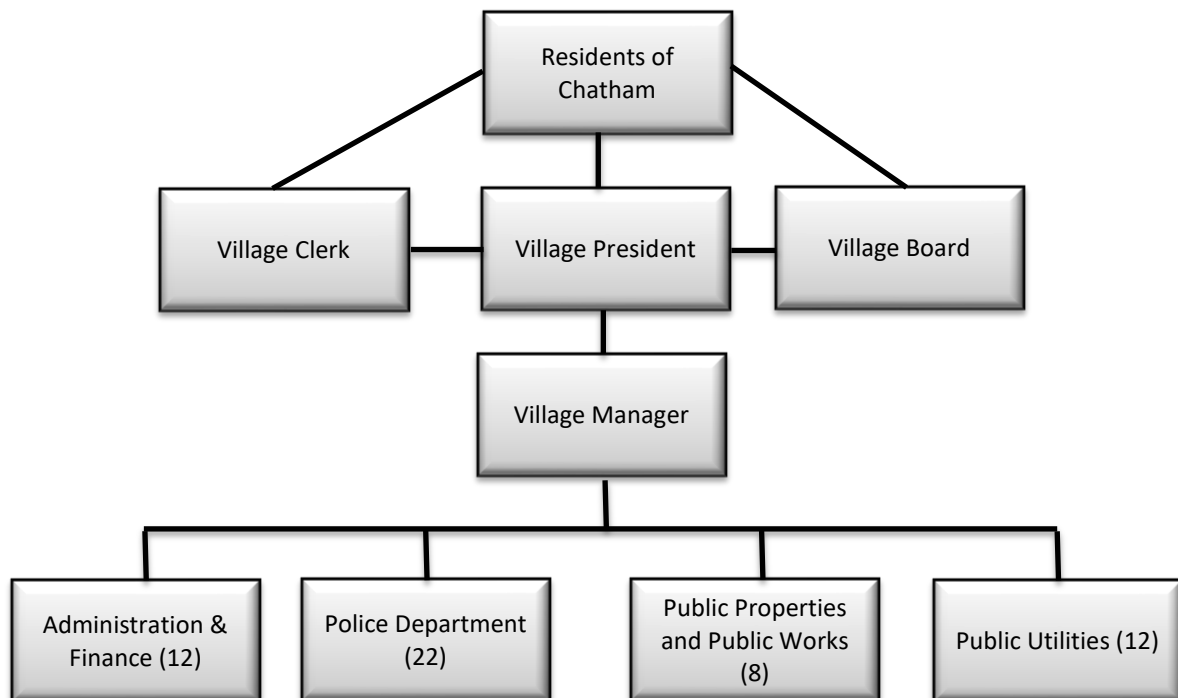 Residents of
Chatham
Village Clerk
Village President
Village Board
Village Manager
Administration &
Finance (12)
Police Department
(22)
Public Properties
and Public Works
(8)
Public Utilities (12)